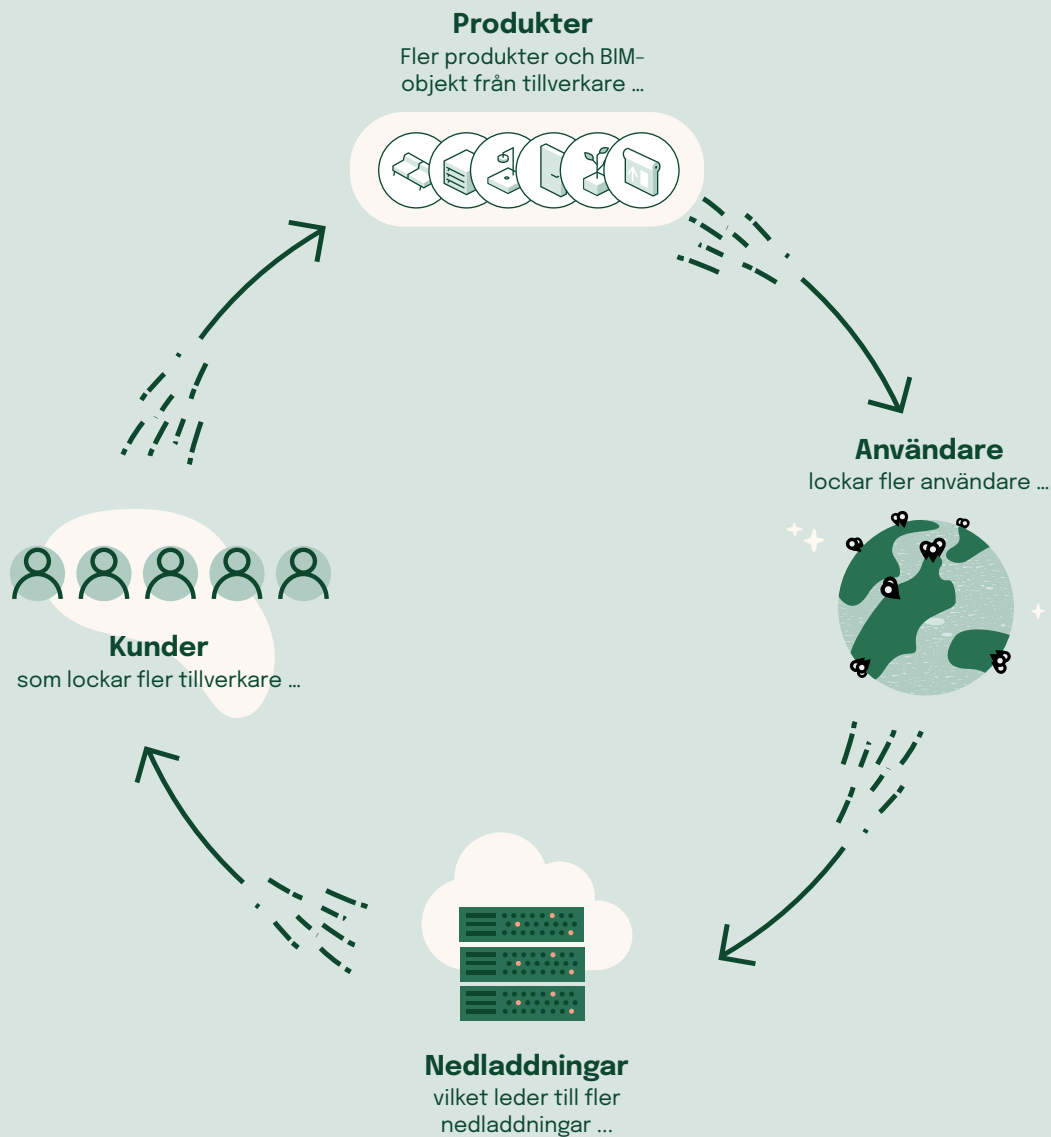 Produkter
Fler produkter och BIM-
objekt från tillverkare ...
Användare
lockar fler användare ...
Nedladdningar
vilket leder till fler
nedladdningar ...
Kunder
som lockar fler tillverkare ...